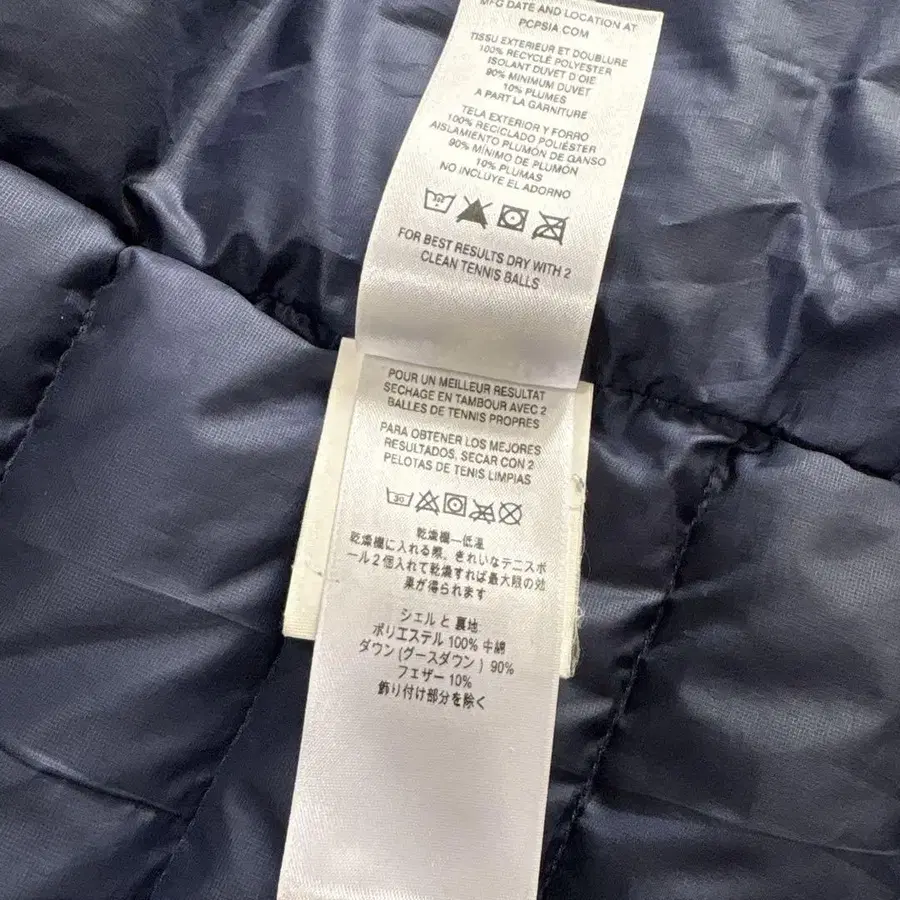 MFG DATE AND LOCATION AT
PCPSIA.COM
TISSU EXTERIEUR ET DOUBLURE
100% RECYCLÉ POLYESTER
ISOLANT DUVET D'OIE
90% MINIMUM DUVET
10% PLUMES
A PART LA GARNITURE
TELA EXTERIOR Y FORRO
100% RECICLADO POLIÉSTER
AISLAMIENTO PLUMÓN DE GANSO
90% MÍNIMO DE PLUMÓN
10% PLUMAS
NO INCLUYE EL ADORNO
30
FOR BEST RESULTS DRY WITH 2
CLEAN TENNIS BALLS
POUR UN MEILLEUR RESULTAT
SECHAGE EN TAMBOUR AVEC 2
BALLES DE TENNIS PROPRES
PARA OBTENER LOS MEJORES
RESULTADOS, SECAR CON 2
PELOTAS DE TENIS LIMPIAS
30
乾燥機—低温
乾燥機に入れる際、きれいなテニスボ
ール2個入れて乾燥すれば最大限の効
果が得られます
シェルと裏地
ポリエステル 100% 中綿
ダウン (グースダウン) 90%
フェザー 10%
飾り付け部分を除く